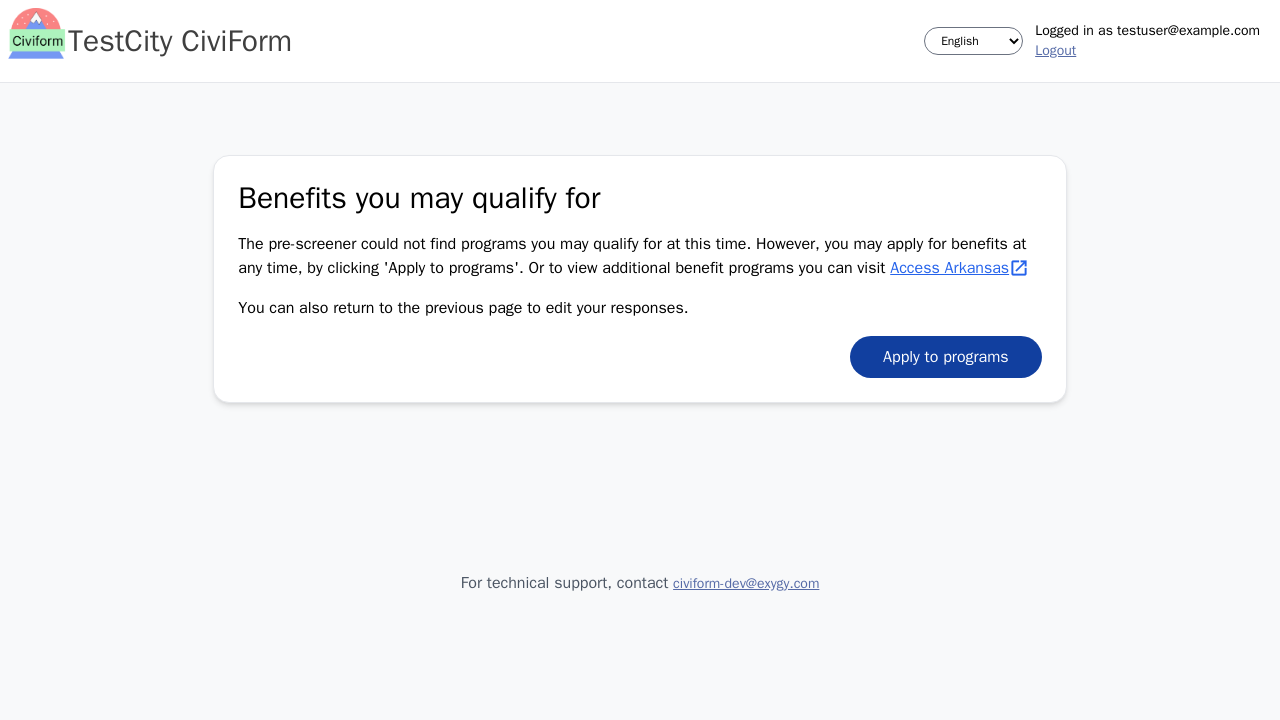 Civiform
TestCity CiviForm
English
Logged in as testuser@example.com
Logout
Benefits you may qualify for
The pre-screener could not find programs you may qualify for at this time. However, you may apply for benefits at
any time, by clicking 'Apply to programs'. Or to view additional benefit programs you can visit Access Arkansas
You can also return to the previous page to edit your responses.
Apply to programs
For technical support, contact civiform-dev@exygy.com